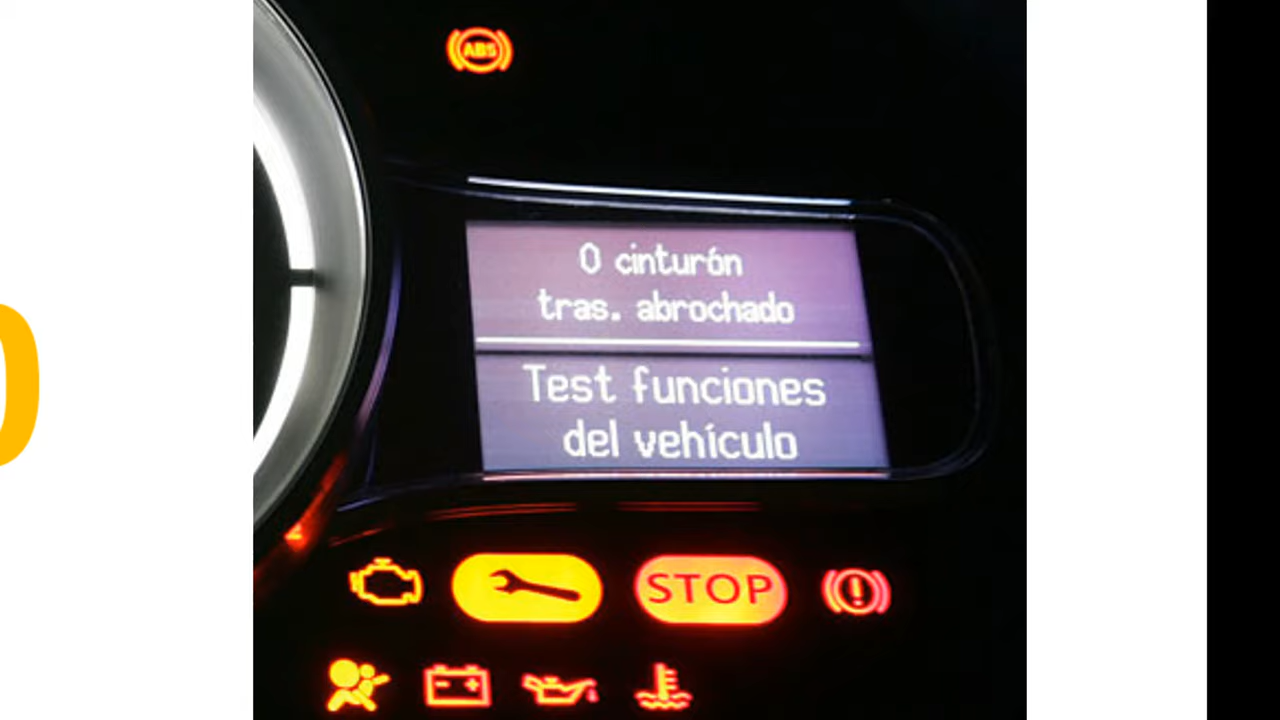 ABS
0 cinturón
tras. abrochado
Test funciones
del vehículo
STOP